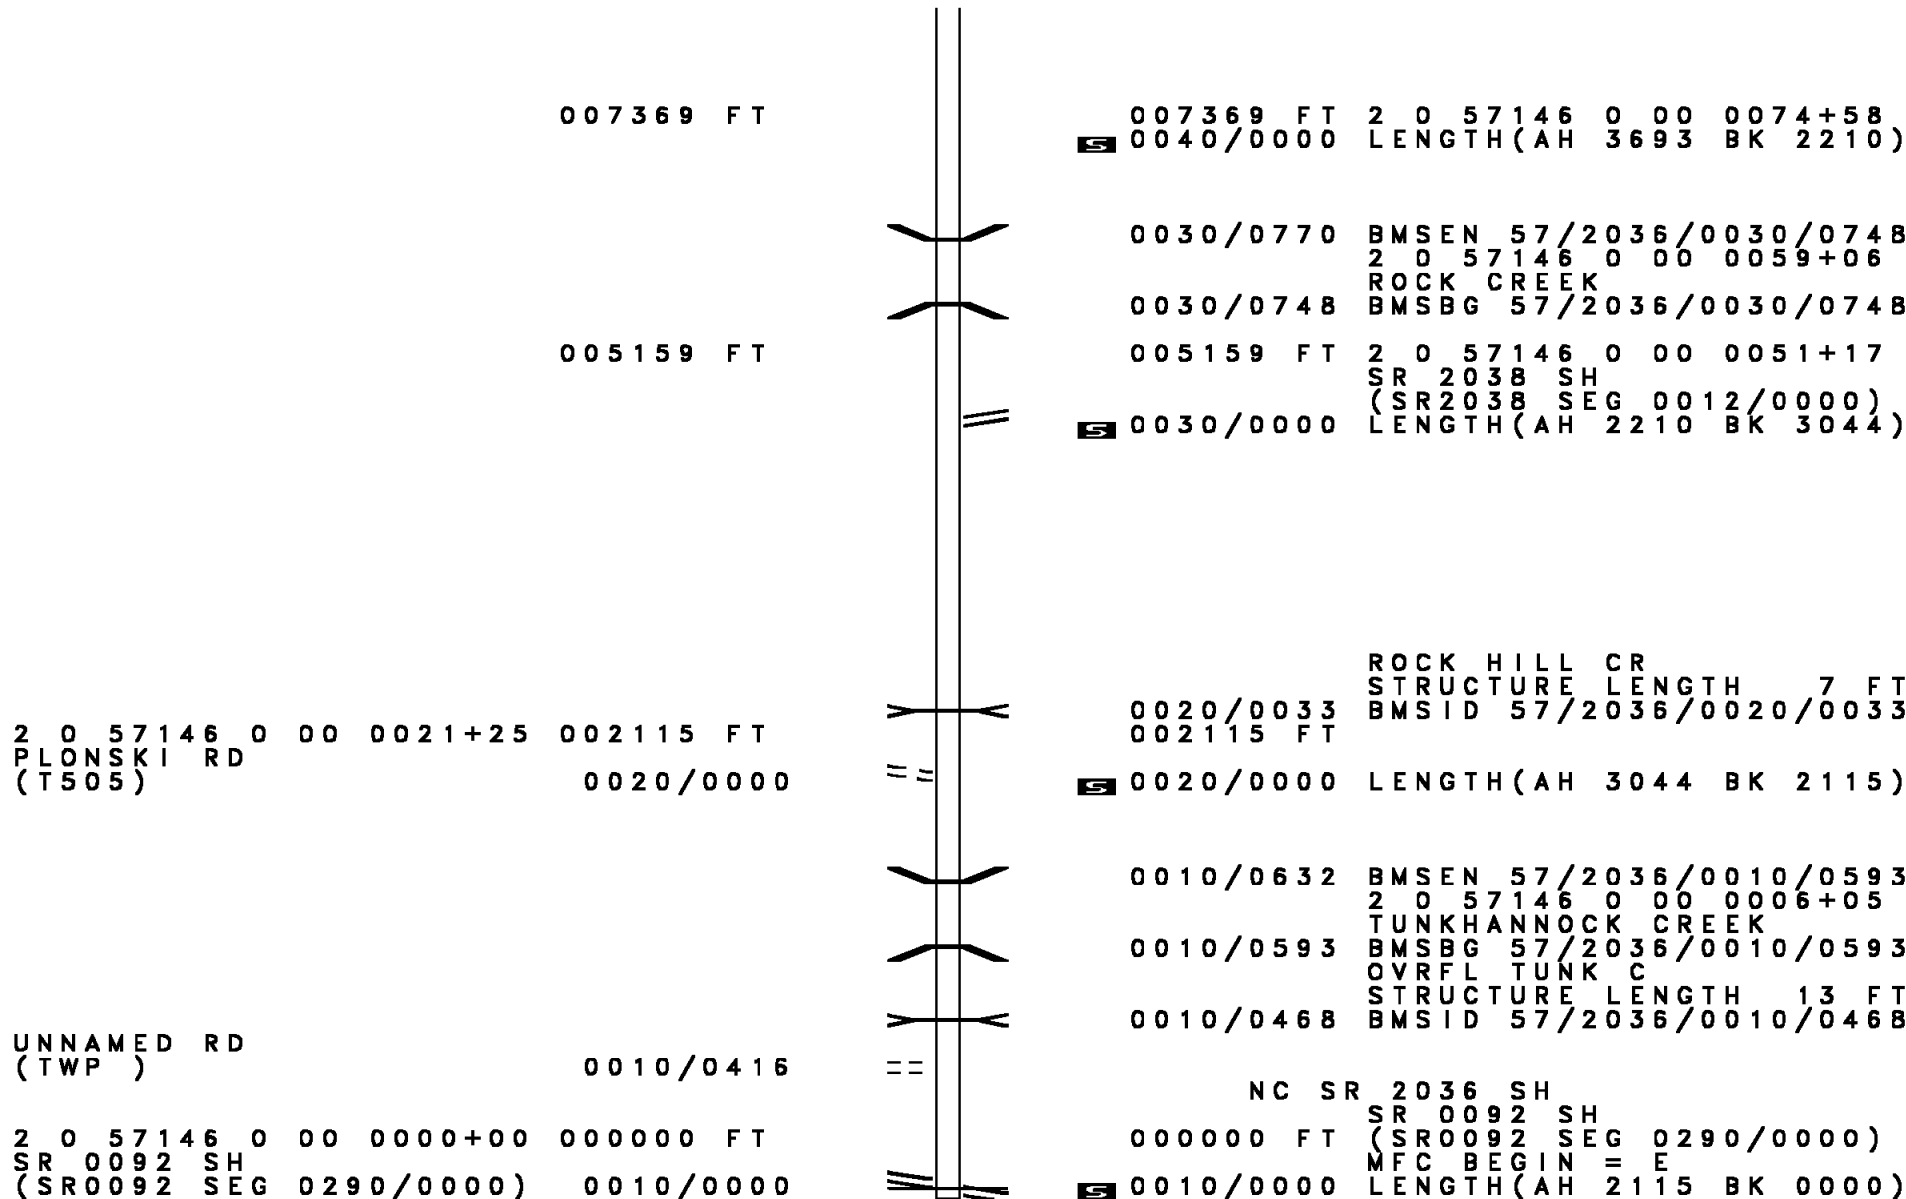 007369 FT 007369 FT 2 0 57146 0 00 0074+58
S 0040/0000 LENGTH(AH 3693 BK 2210)
0030/0770 BMSEN 57/2036/0030/0748
2 0 57146 0 00 0059+06
ROCK CREEK
0030/0748 BMSBG 57/2036/0030/0748
005159 FT 005159 FT 2 0 57146 0 00 0051+17
SR 2038 SH
(SR2038 SEG 0012/0000)
S 0030/0000 LENGTH(AH 2210 BK 3044)
ROCK HILL CR
STRUCTURE LENGTH 7 FT
0020/0033 BMSID 57/2036/0020/0033
2 0 57146 0 00 0021+25 002115 FT 002115 FT
PLONSKI RD
(T505) 0020/0000 S 0020/0000 LENGTH(AH 3044 BK 2115)
0010/0632 BMSEN 57/2036/0010/0593
2 0 57146 0 00 0006+05
TUNKHANNOCK CREEK
0010/0593 BMSBG 57/2036/0010/0593
OVRFL TUNK C
STRUCTURE LENGTH 13 FT
0010/0468 BMSID 57/2036/0010/0468
UNNAMED RD
(TWP ) 0010/0416
NC SR 2036 SH
SR 0092 SH
2 0 57146 0 00 0000+00 000000 FT 000000 FT (SR0092 SEG 0290/0000)
SR 0092 SH MFC BEGIN = E
(SR0092 SEG 0290/0000) 0010/0000 S 0010/0000 LENGTH(AH 2115 BK 0000)